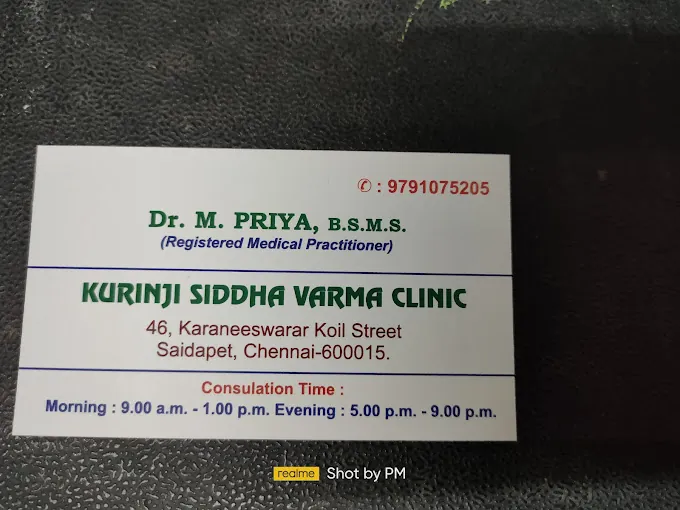 ✆ : 9791075205
Dr. M. PRIYA, B.S.M.S.
(Registered Medical Practitioner)
KURINJI SIDDHA VARMA CLINIC
46, Karaneeswarar Koil Street
Saidapet, Chennai-600015.
Consulation Time :
Morning : 9.00 a.m. - 1.00 p.m. Evening : 5.00 p.m. - 9.00 p.m.
realme Shot by PM